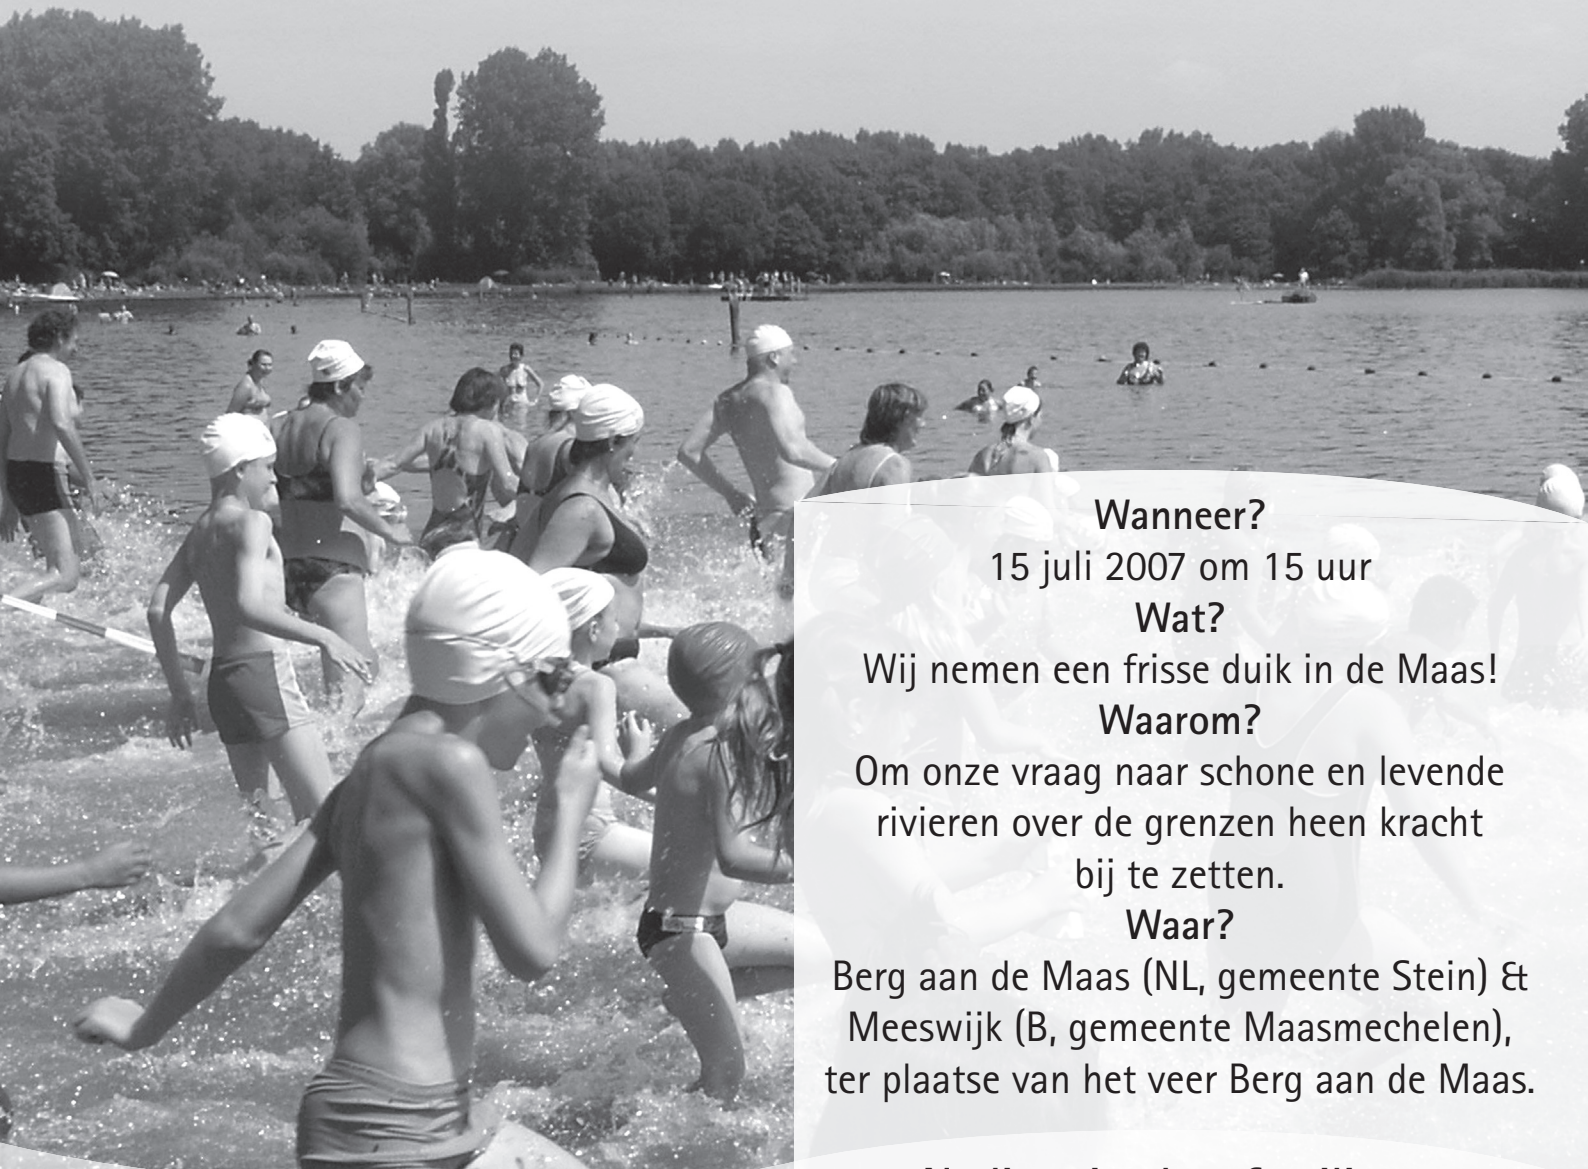 Wanneer?
15 juli 2007 om 15 uur
Wat?
Wij nemen een frisse duik in de Maas!
Waarom?
Om onze vraag naar schone en levende
rivieren over de grenzen heen kracht
bij te zetten.
Waar?
Berg aan de Maas (NL, gemeente Stein) &
Meeswijk (B, gemeente Maasmechelen),
ter plaatse van het veer Berg aan de Maas.